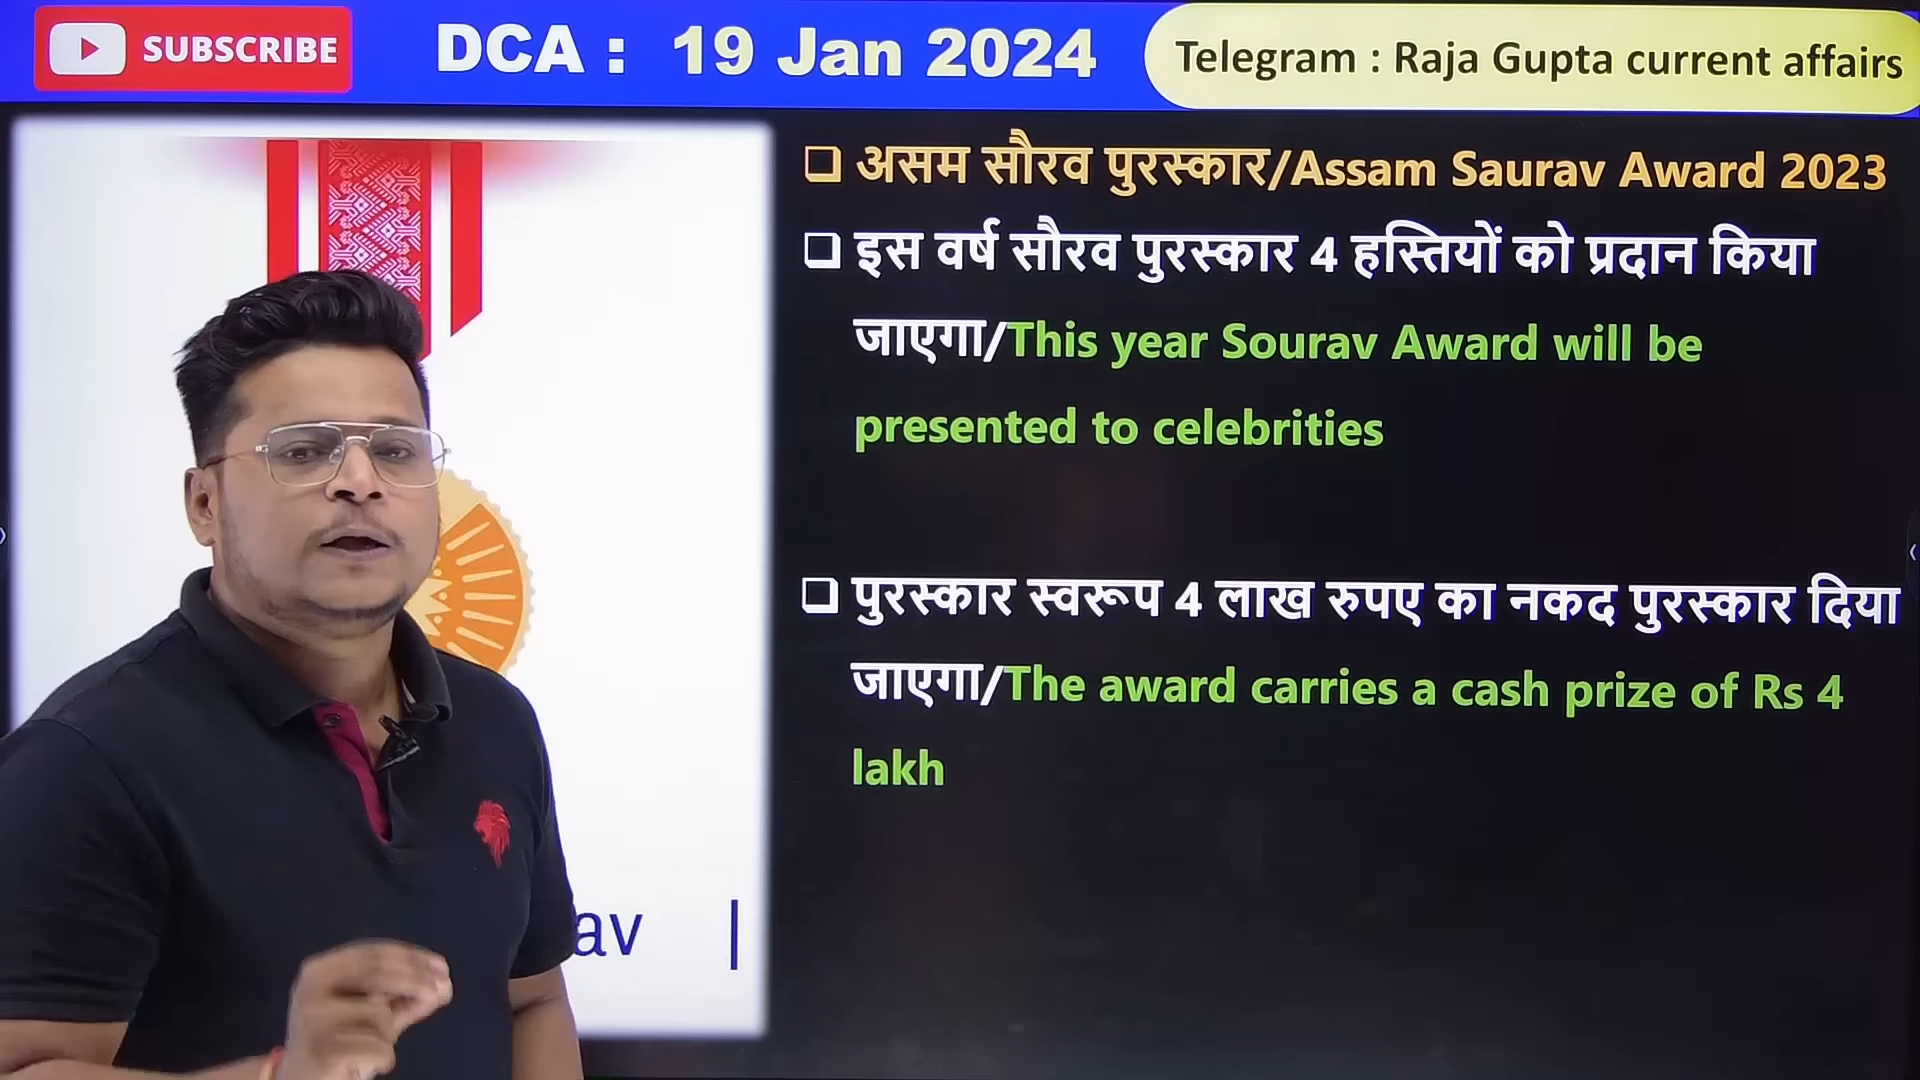 SUBSCRIBE
DCA : 19 Jan 2024
Telegram : Raja Gupta current affairs
असम सौरव पुरस्कार/Assam Saurav Award 2023
इस वर्ष सौरव पुरस्कार 4 हस्तियों को प्रदान किया
जाएगा/This year Sourav Award will be
presented to celebrities
पुरस्कार स्वरूप 4 लाख रुपए का नकद पुरस्कार दिया
जाएगा/The award carries a cash prize of Rs 4
lakh
av |